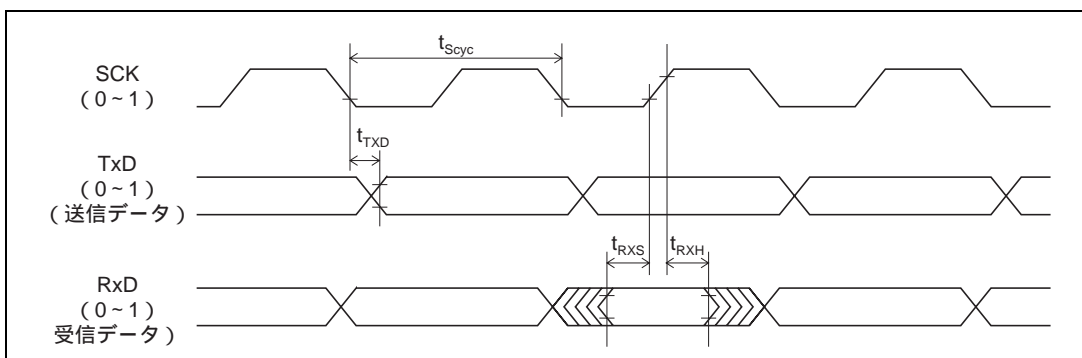 SCK
(0~1)
tScyc
tTXD
TxD
(0~1)
(送信データ)
tRXS
tRXH
RxD
(0~1)
受信データ)